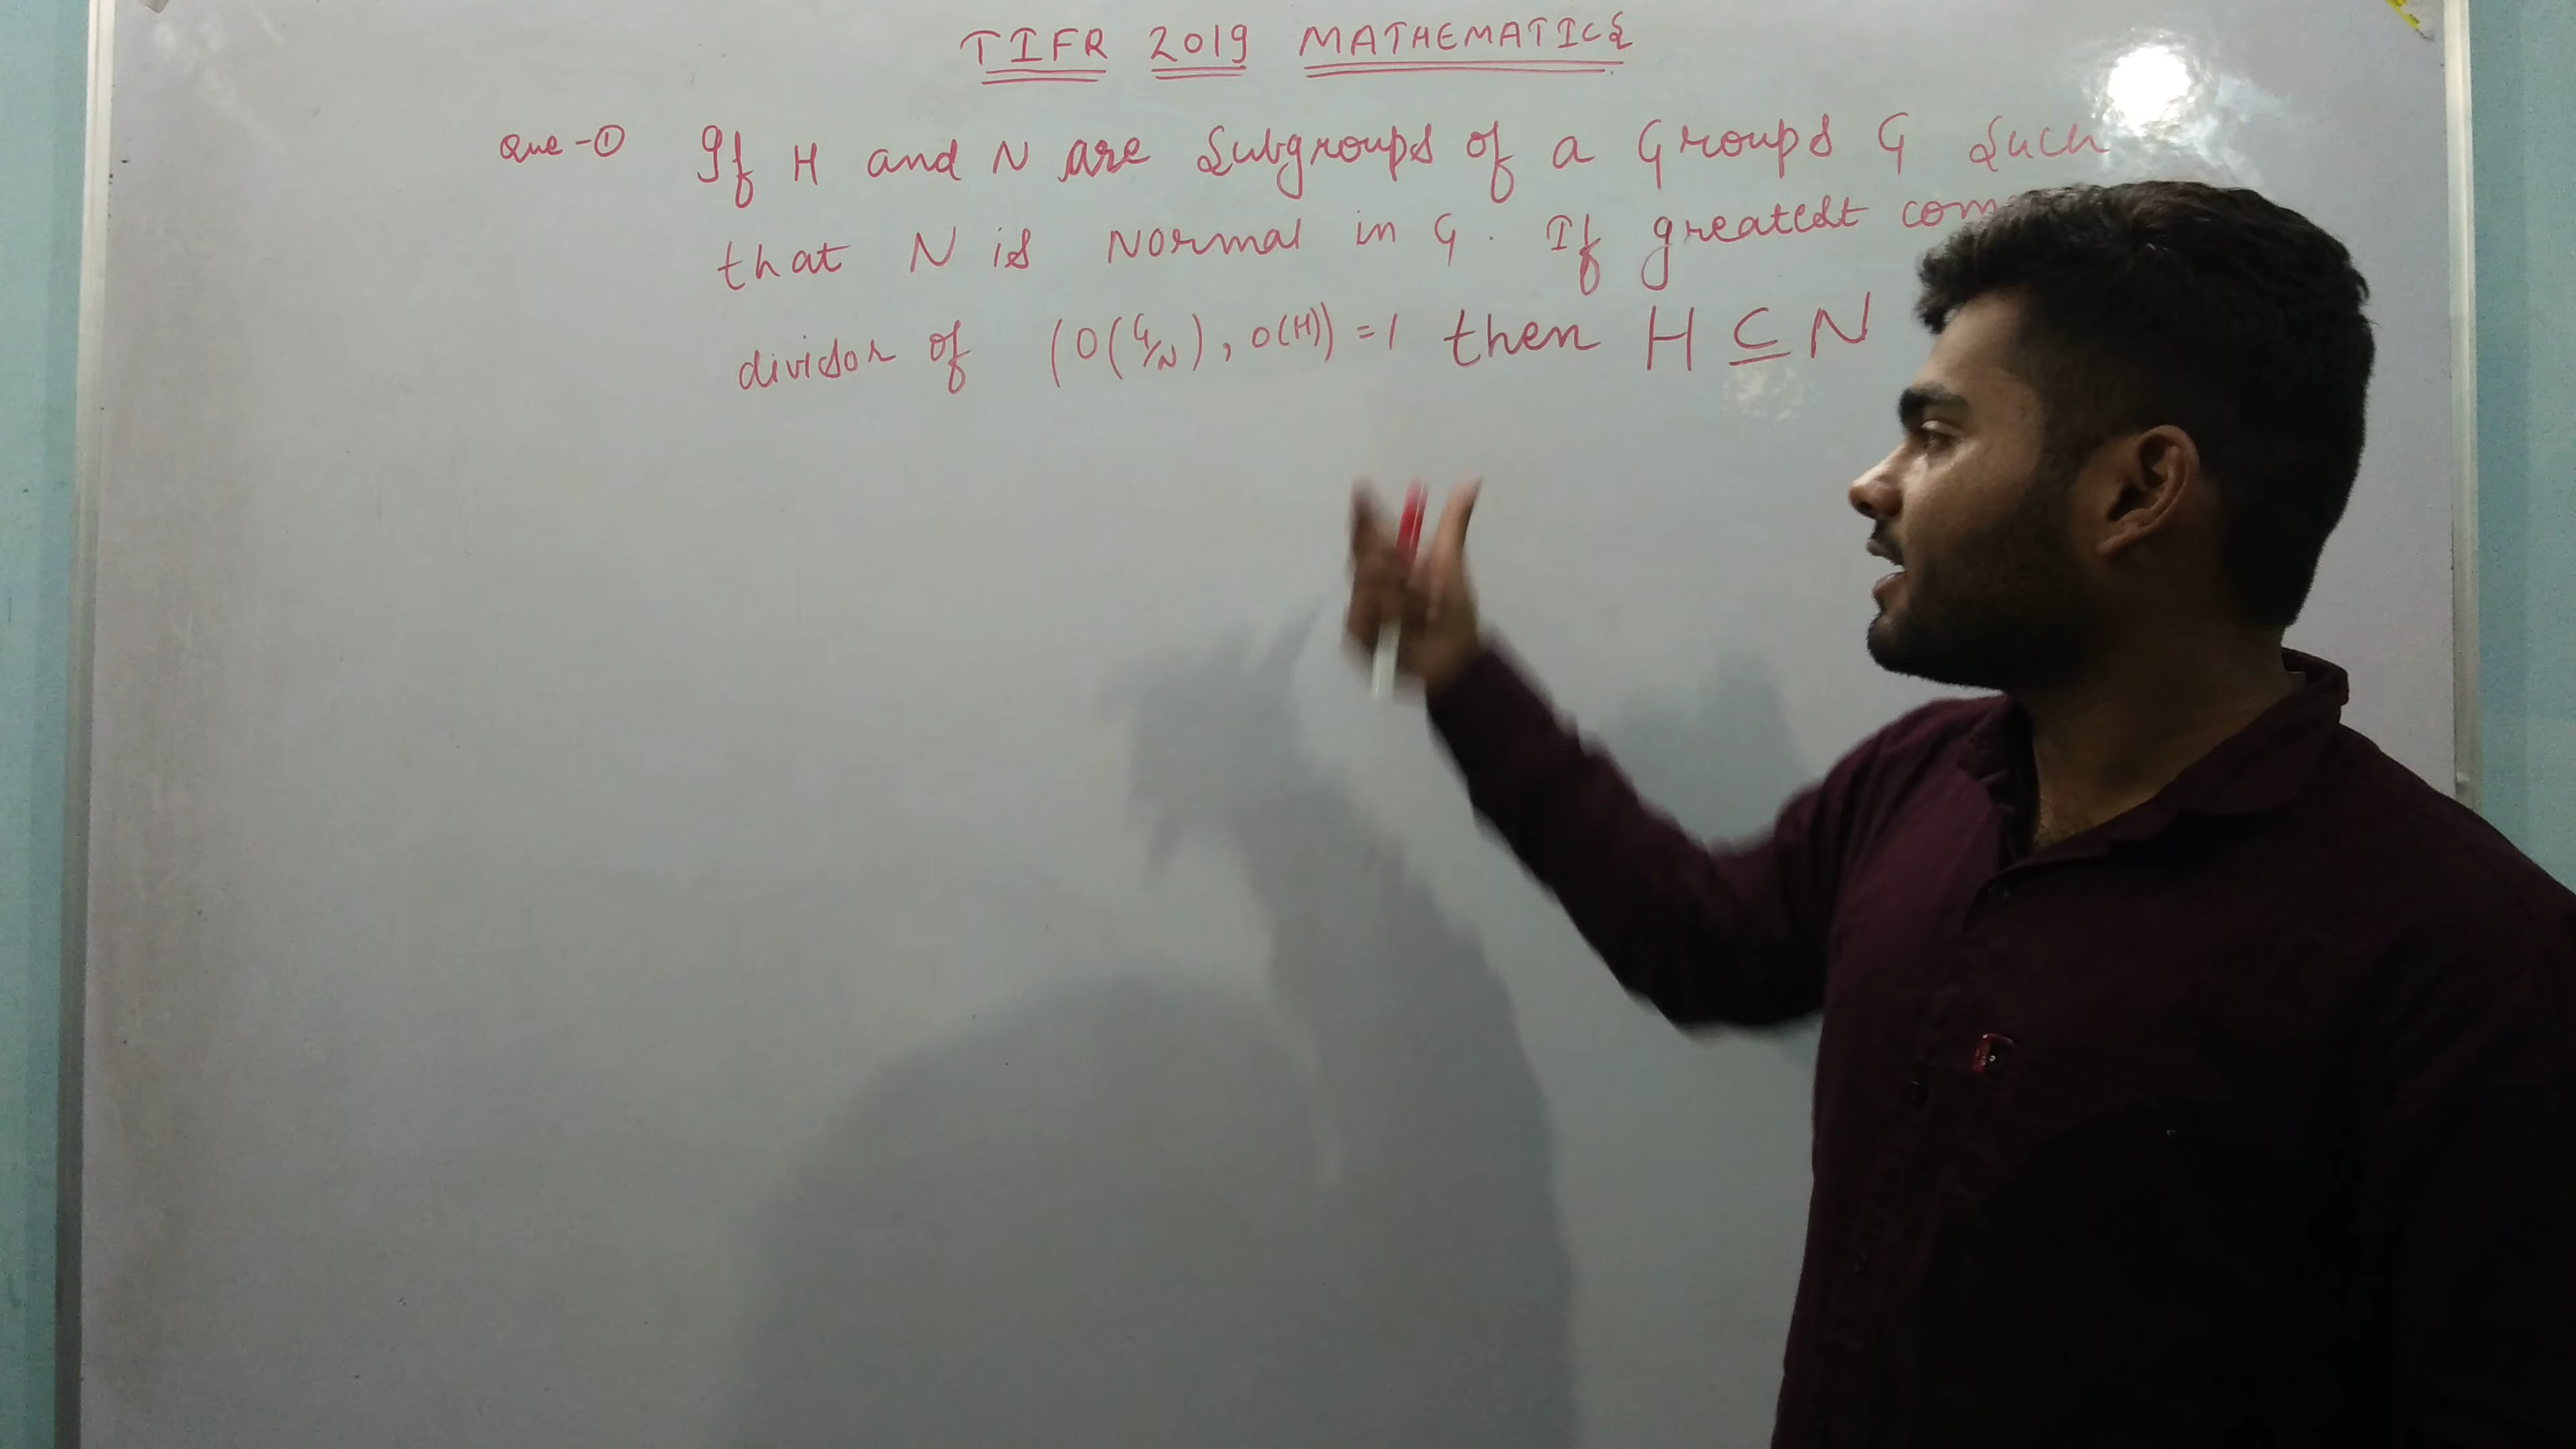 TIFR 2019 MATHEMATICS
Que-① If H and N are Subgroups of a Groups G Such
that N is Normal in G. If greatest com
divisor of (O(G/N), O(H)) = 1 then H ⊆ N